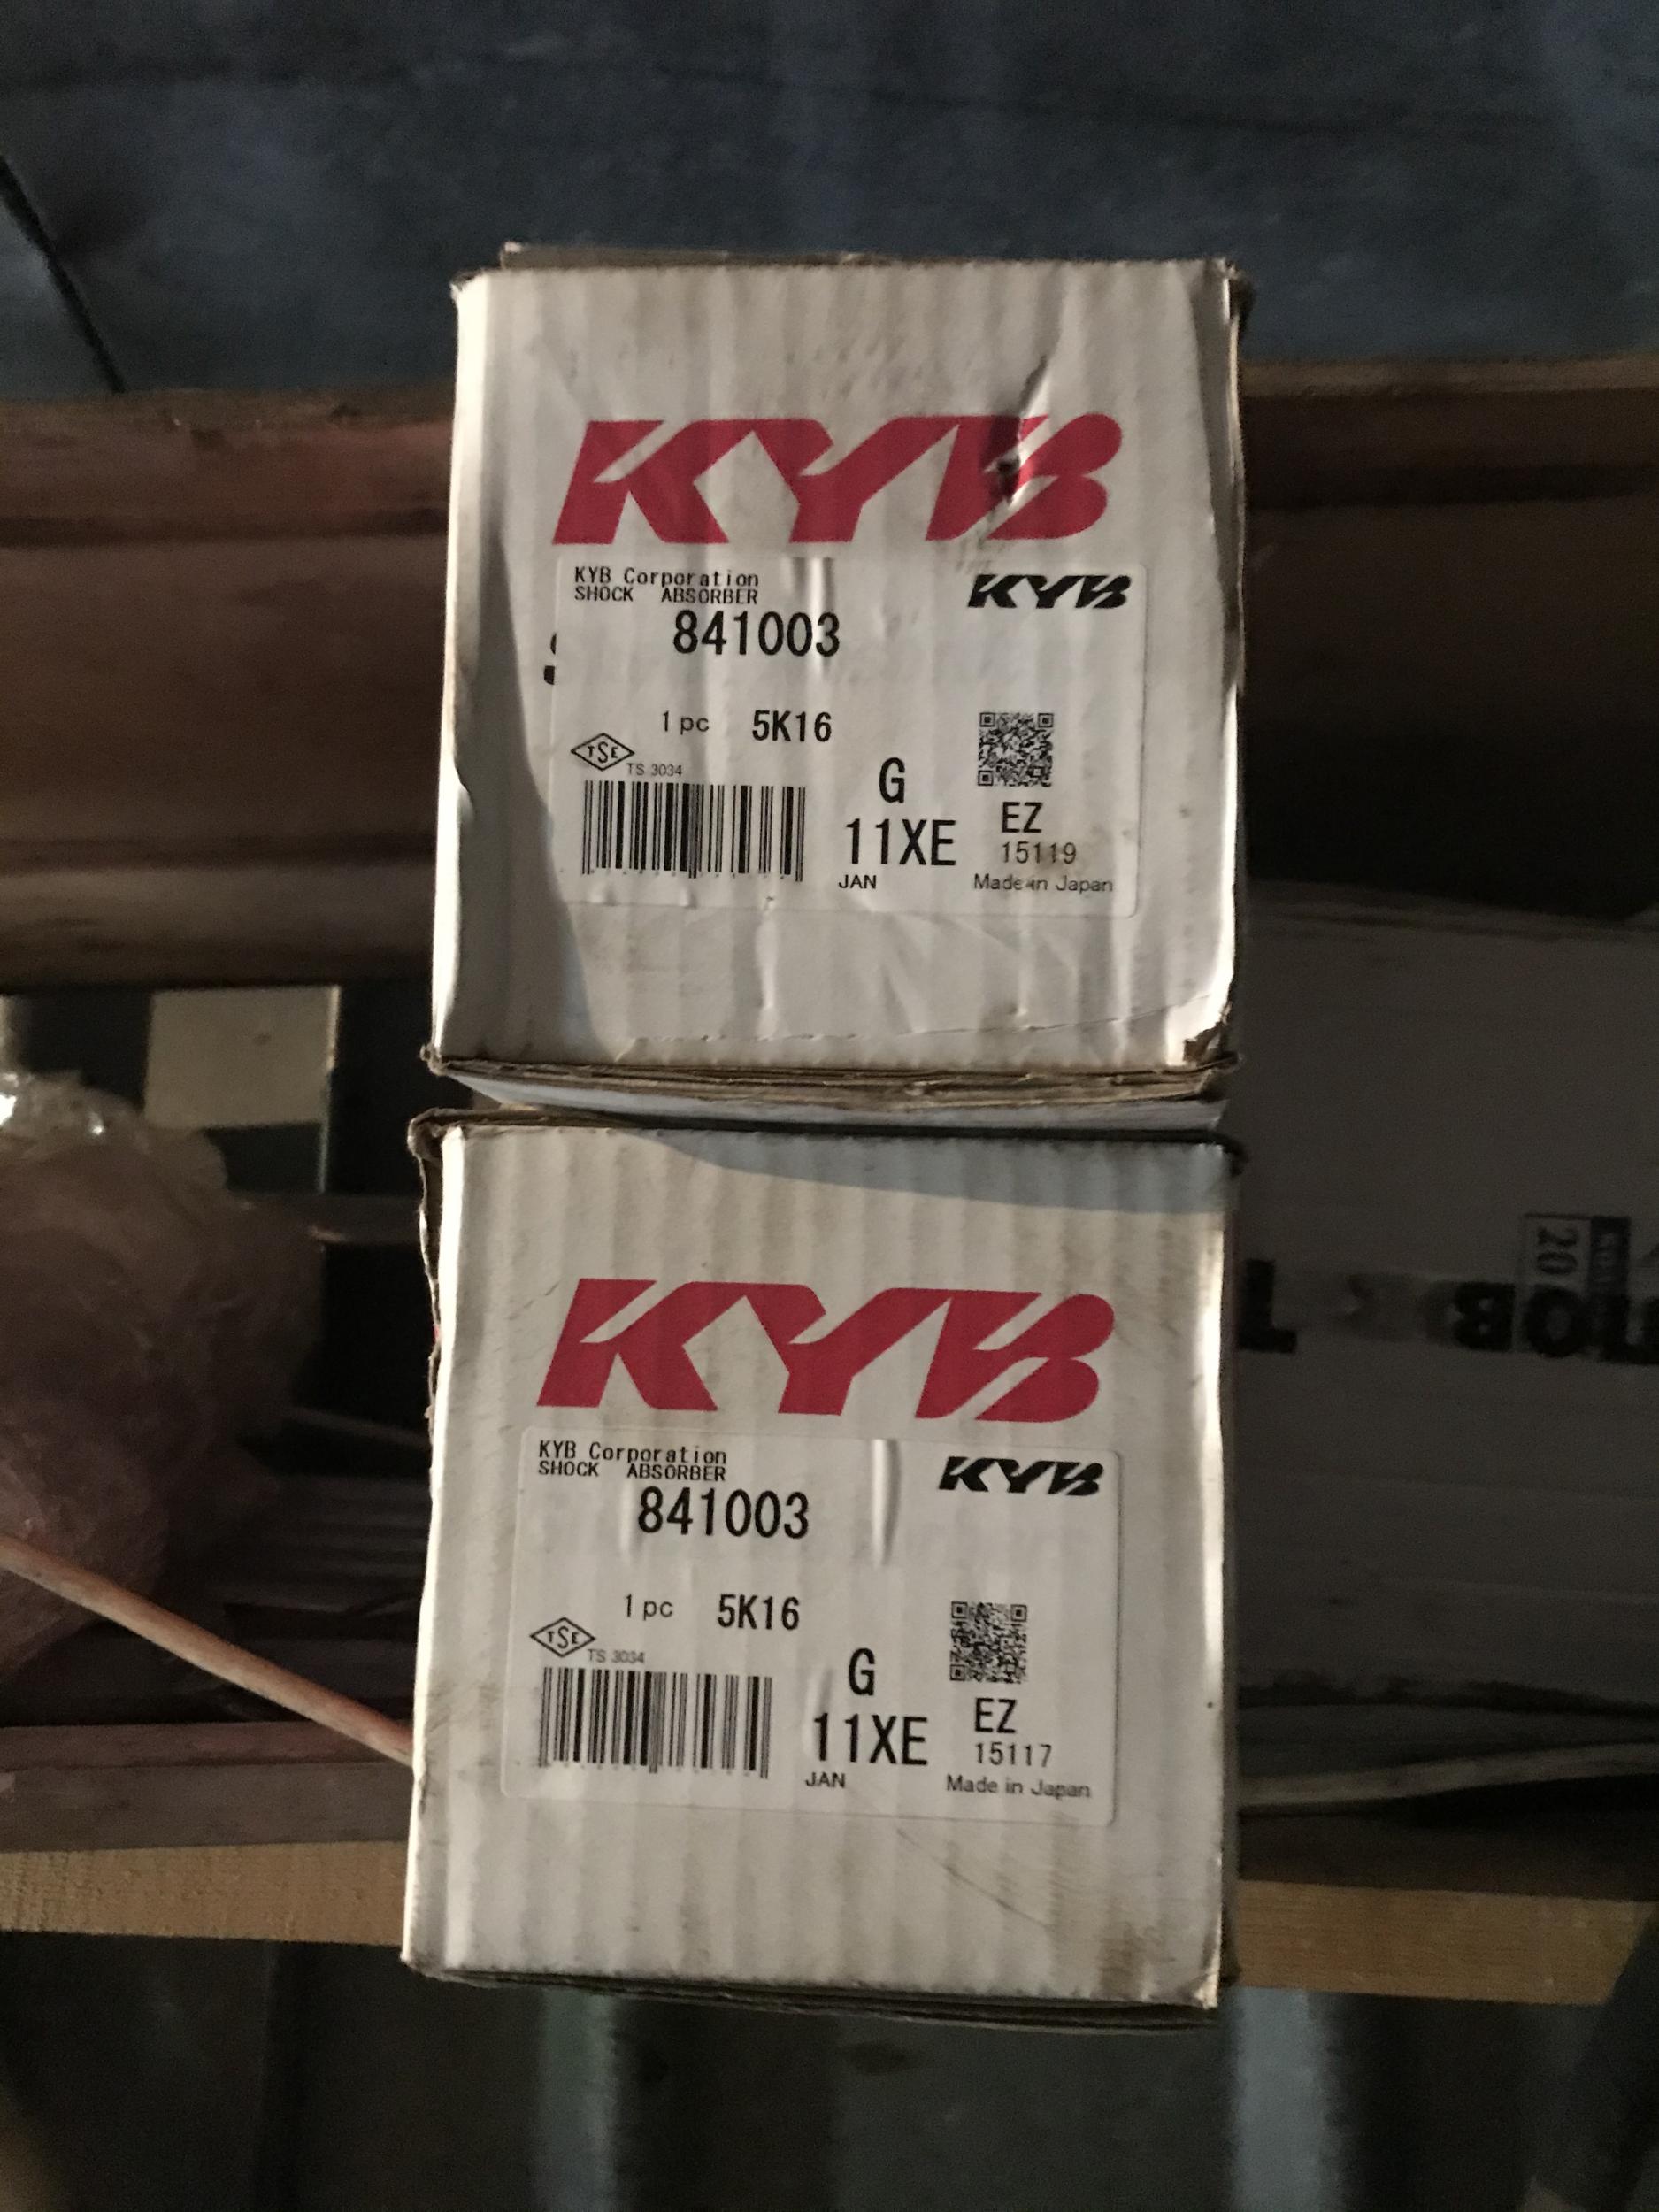 KYB
KYB Corporation
SHOCK ABSORBER
KYB
841003
1 pc 5K16
TSE
TS 3034
G
11XE
JAN
EZ
15119
Made in Japan
KYB
KYB Corporation
SHOCK ABSORBER
KYB
841003
1 pc 5K16
TSE
TS 3034
G
11XE
JAN
EZ
15117
Made in Japan
20